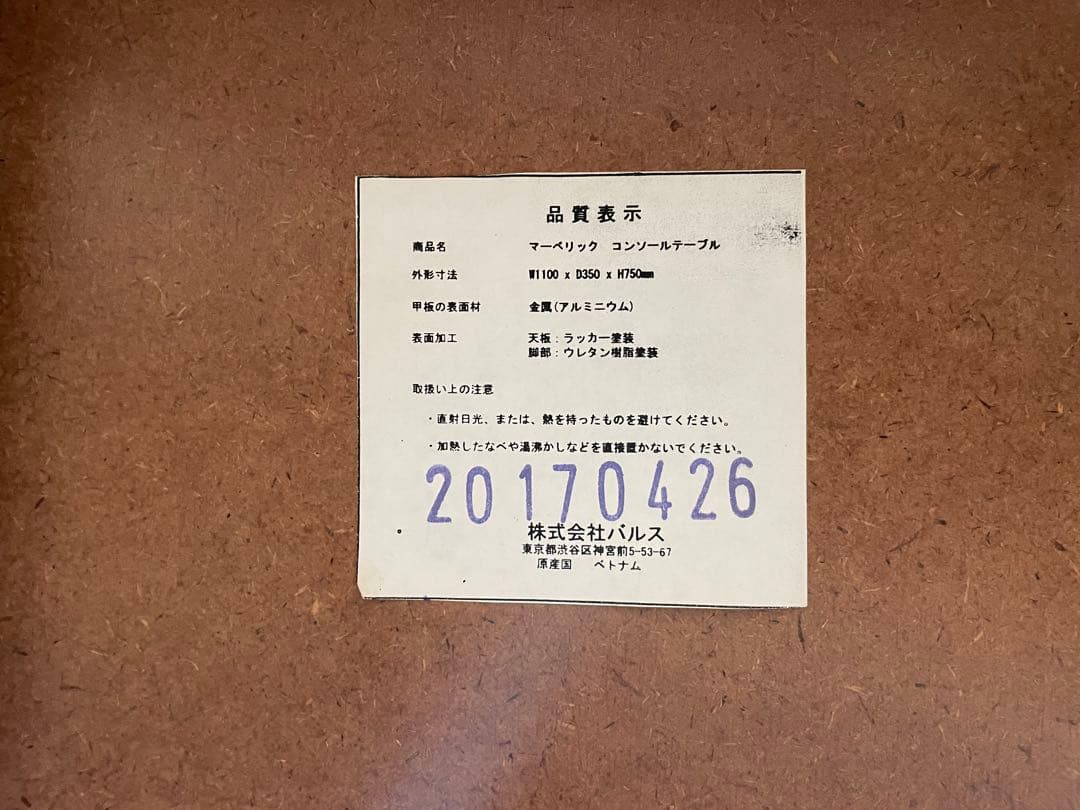 品質表示
商品名 マーベリック コンソールテーブル
外形寸法 W1100 x D350 x H750mm
甲板の表面材 金属(アルミニウム)
表面加工 天板：ラッカー塗装
脚部：ウレタン樹脂塗装
取扱い上の注意
・直射日光、または、熱を持ったものを避けてください。
・加熱したなべや湯沸かしなどを直接置かないでください。
20170426
株式会社バルス
東京都渋谷区神宮前5-53-67
原産国 ベトナム